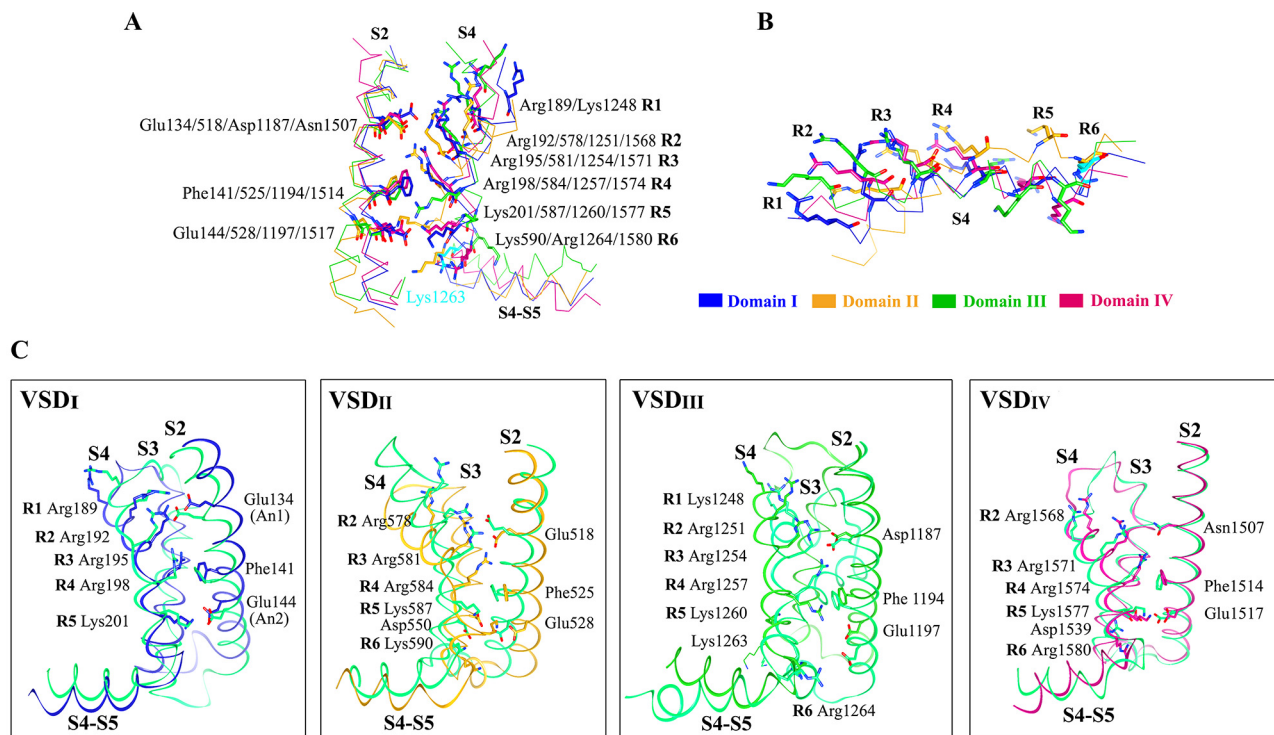 A
S2
S4
Glu134/518/Asp1187/Asn1507
Phe141/525/1194/1514
Glu144/528/1197/1517
Arg189/Lys1248 R1
Arg192/578/1251/1568 R2
Arg195/581/1254/1571 R3
Arg198/584/1257/1574 R4
Lys201/587/1260/1577 R5
Lys590/Arg1264/1580 R6
Lys1263
S4-S5
B
R1
R2
R3
R4
R5
R6
S4
Domain I Domain II Domain III Domain IV
C
VSDI
S4
S3
S2
R1 Arg189
R2 Arg192
R3 Arg195
R4 Arg198
R5 Lys201
Glu134
(An1)
Phe141
Glu144
(An2)
S4-S5
VSDII
S4
S3
S2
R2 Arg578
R3 Arg581
R4 Arg584
R5 Lys587
Asp550
R6 Lys590
Glu518
Phe525
Glu528
S4-S5
VSDIII
S4
S3
S2
R1 Lys1248
R2 Arg1251
R3 Arg1254
R4 Arg1257
R5 Lys1260
Lys1263
Asp1187
Phe 1194
Glu1197
R6 Arg1264
S4-S5
VSDIV
S4
S3
S2
R2 Arg1568
R3 Arg1571
R4 Arg1574
R5 Lys1577
Asp1539
R6 Arg1580
Asn1507
Phe1514
Glu1517
S4-S5